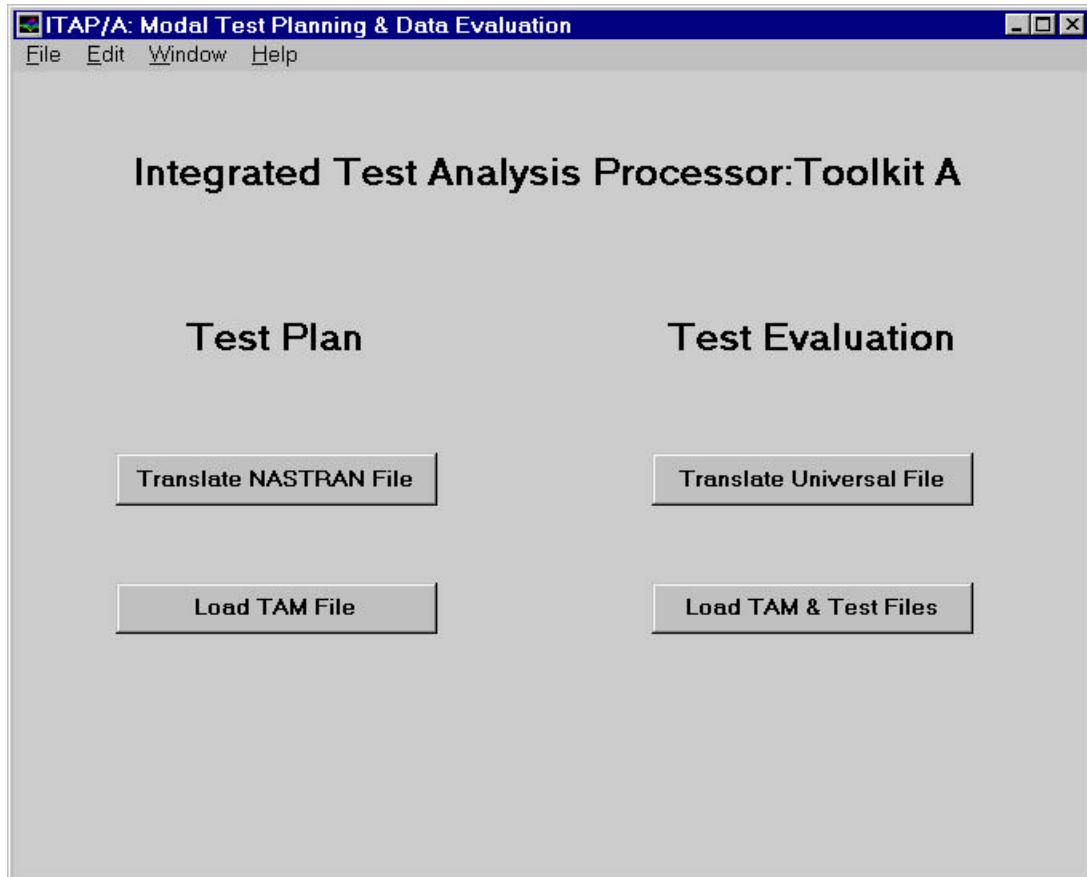 ITAP/A: Modal Test Planning & Data Evaluation
File Edit Window Help
Integrated Test Analysis Processor:Toolkit A
Test Plan
Test Evaluation
Translate NASTRAN File
Translate Universal File
Load TAM File
Load TAM & Test Files